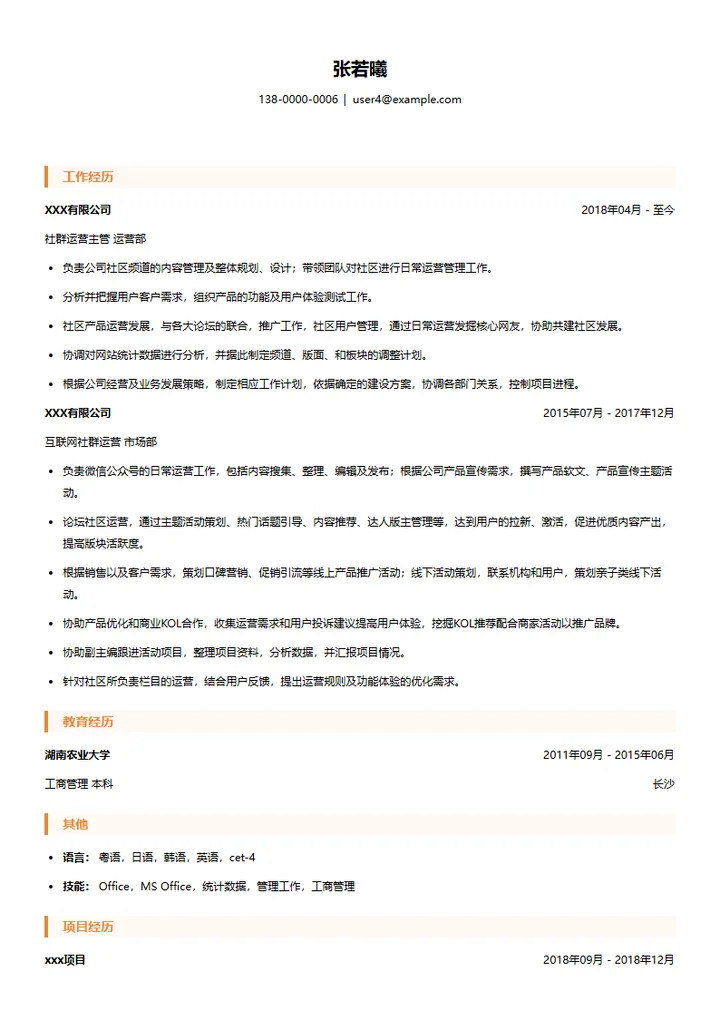 张若曦
138-0000-0006 | user4@example.com
工作经历
XXX有限公司 2018年04月 - 至今
社群运营主管 运营部
• 负责公司社区频道的内容管理及整体规划、设计；带领团队对社区进行日常运营管理工作。
• 分析并把握用户客户需求，组织产品的功能及用户体验测试工作。
• 社区产品运营发展，与各大论坛的联合，推广工作，社区用户管理，通过日常运营发掘核心网友，协助共建社区发展。
• 协调对网站统计数据进行分析，并据此制定频道、版面、和板块的调整计划。
• 根据公司经营及业务发展策略，制定相应工作计划，依据确定的建设方案，协调各部门关系，控制项目进程。
XXX有限公司 2015年07月 - 2017年12月
互联网社群运营 市场部
• 负责微信公众号的日常运营工作，包括内容搜集、整理、编辑及发布；根据公司产品宣传需求，撰写产品软文、产品宣传主题活
动。
• 论坛社区运营，通过主题活动策划、热门话题引导、内容推荐、达人版主管理等，达到用户的拉新、激活，促进优质内容产出，
提高版块活跃度。
• 根据销售以及客户需求，策划口碑营销、促销引流等线上产品推广活动；线下活动策划，联系机构和用户，策划亲子类线下活
动。
• 协助产品优化和商业KOL合作，收集运营需求和用户投诉建议提高用户体验，挖掘KOL推荐配合商家活动以推广品牌。
• 协助副主编跟进活动项目，整理项目资料，分析数据，并汇报项目情况。
• 针对社区所负责栏目的运营，结合用户反馈，提出运营规则及功能体验的优化需求。
教育经历
湖南农业大学 2011年09月 - 2015年06月
工商管理 本科 长沙
其他
• 语言： 粤语，日语，韩语，英语，cet-4
• 技能： Office，MS Office，统计数据，管理工作，工商管理
项目经历
xxx项目 2018年09月 - 2018年12月